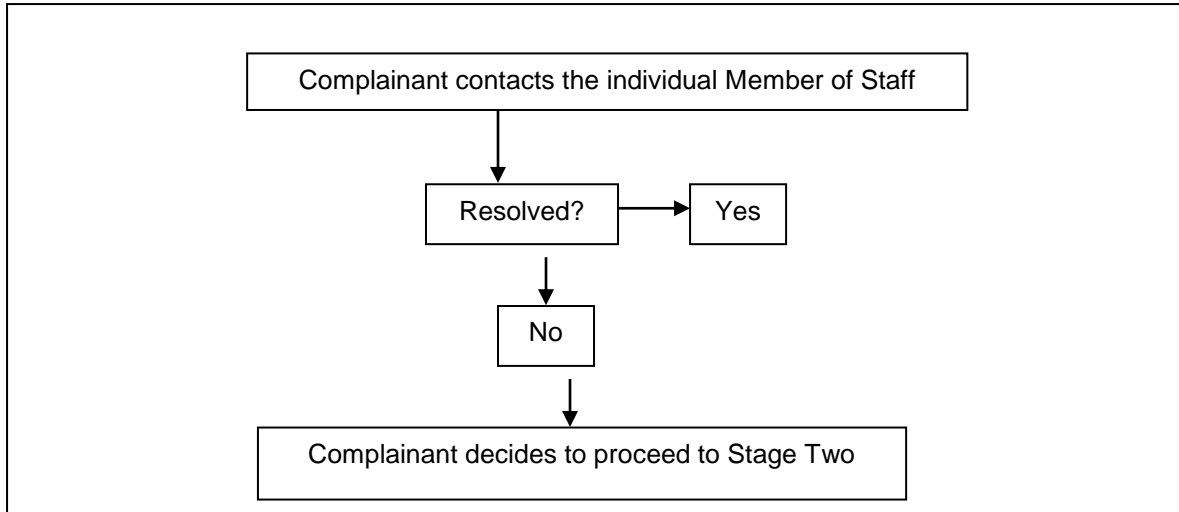 Complainant contacts the individual Member of Staff
Resolved?
Yes
No
Complainant decides to proceed to Stage Two